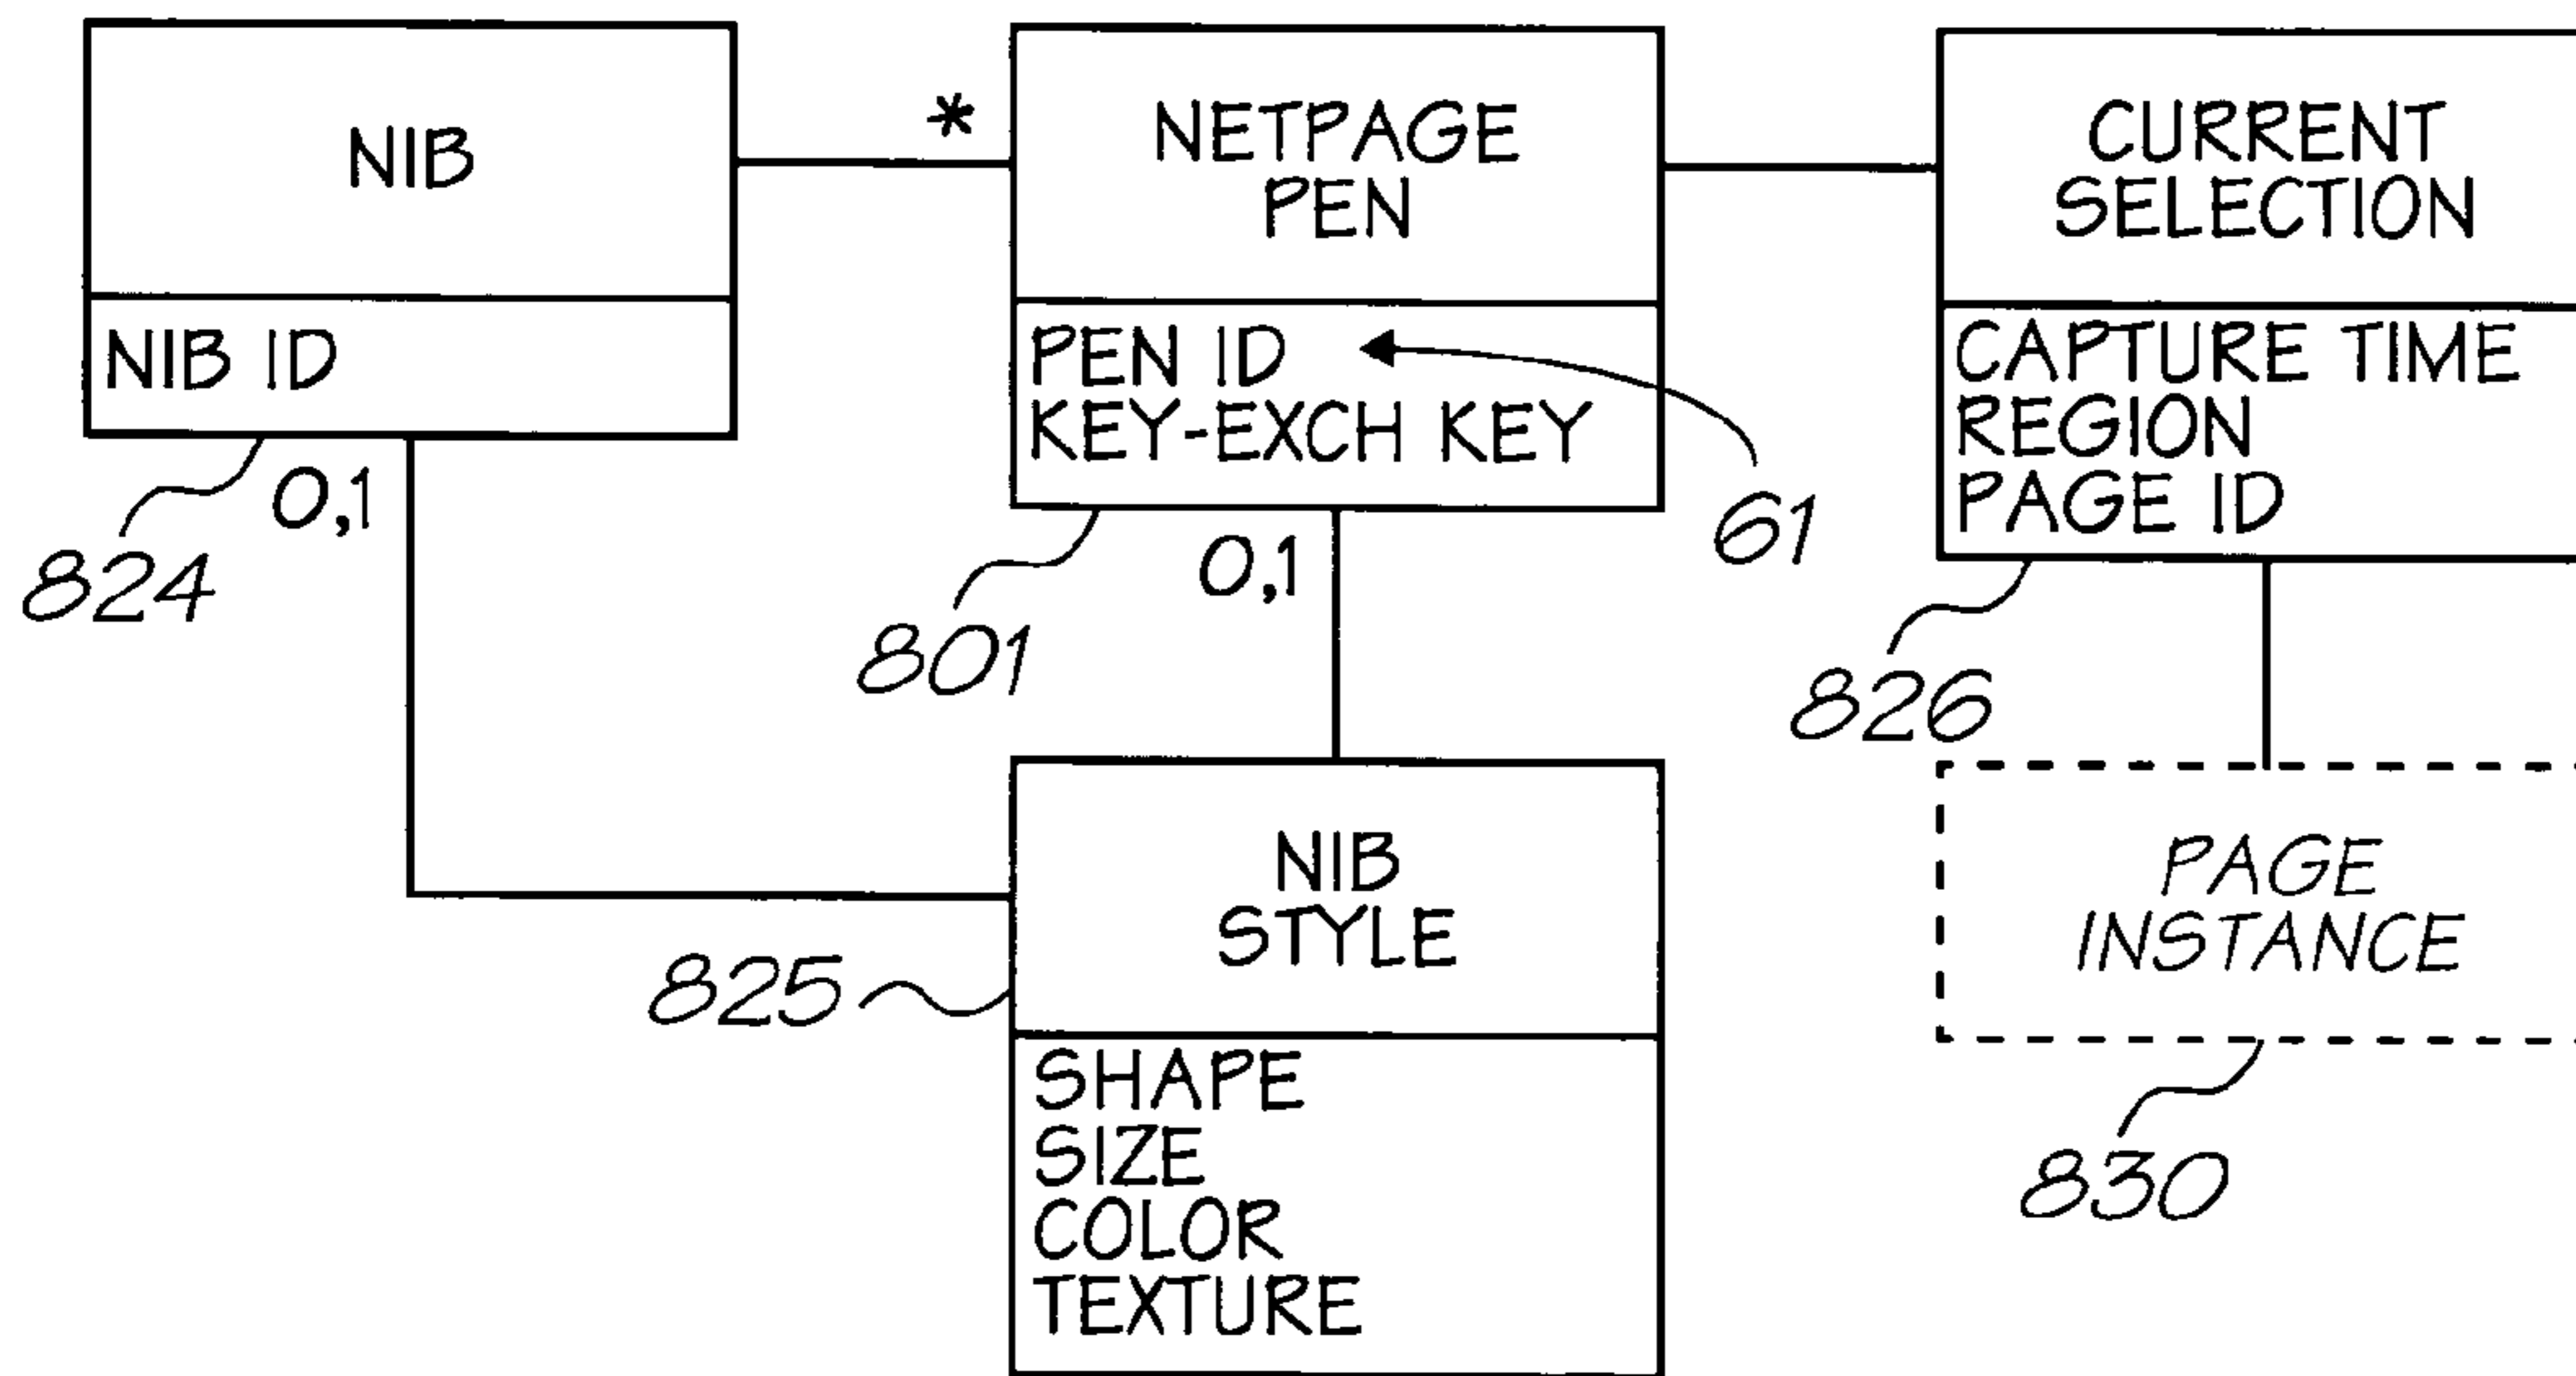 NIB
NIB ID
824
0,1
*
NETPAGE
PEN
PEN ID
KEY-EXCH KEY
61
801
0,1
CURRENT
SELECTION
CAPTURE TIME
REGION
PAGE ID
826
NIB
STYLE
825
SHAPE
SIZE
COLOR
TEXTURE
PAGE
INSTANCE
830